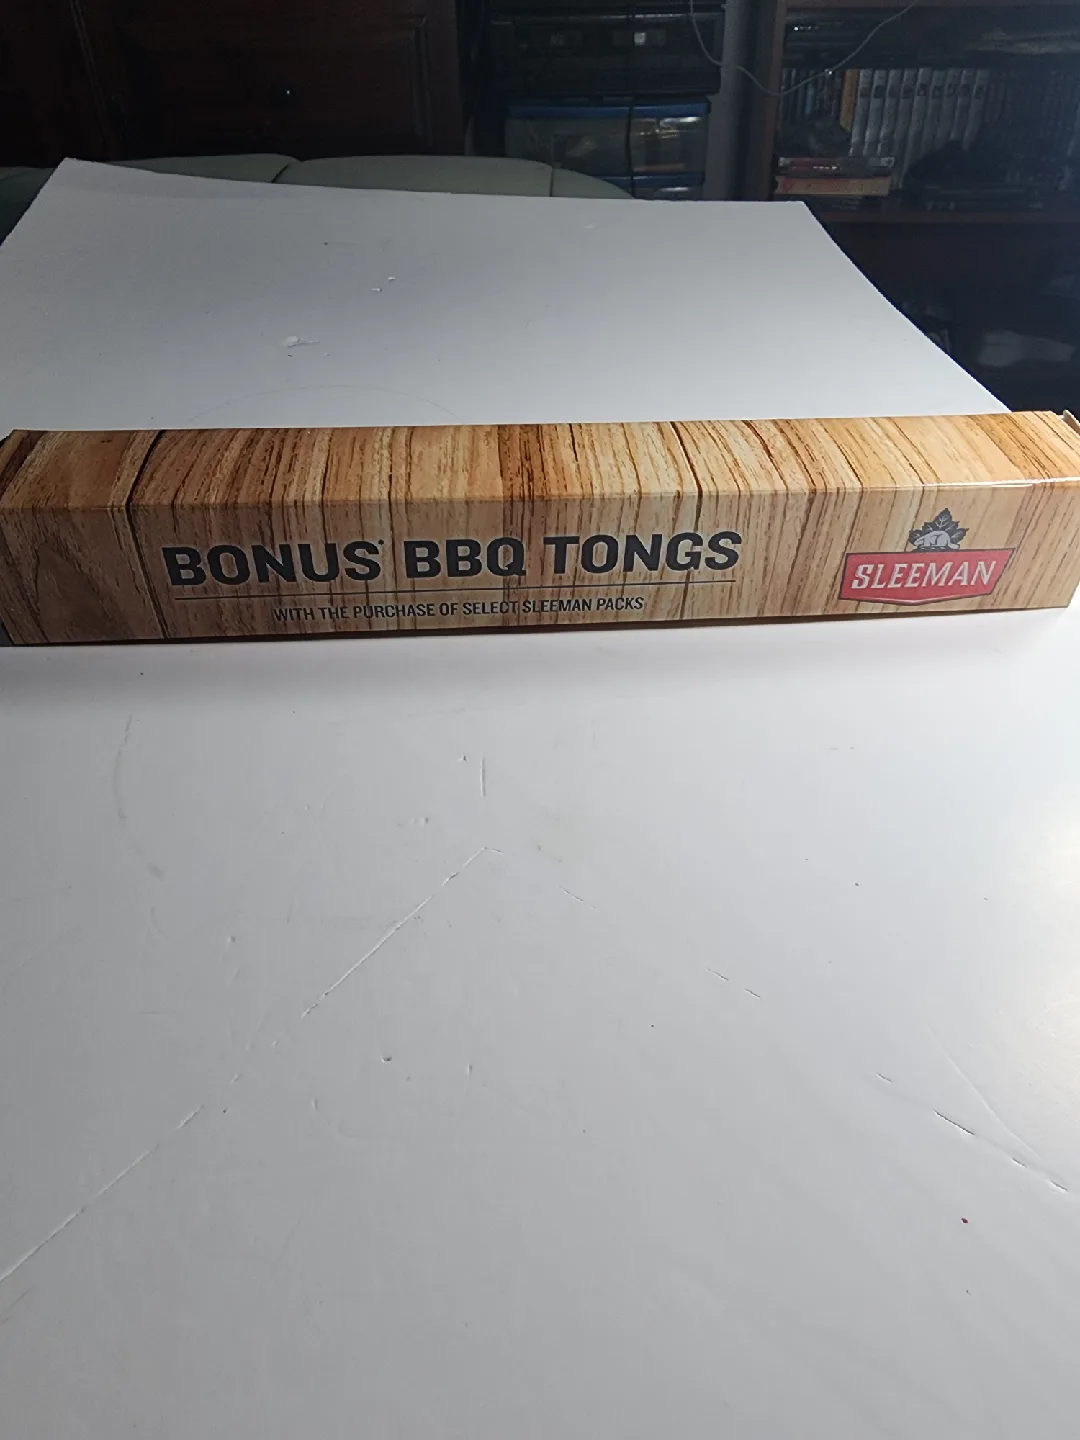 BONUS* BBQ TONGS
WITH THE PURCHASE OF SELECT SLEEMAN PACKS
SLEEMAN